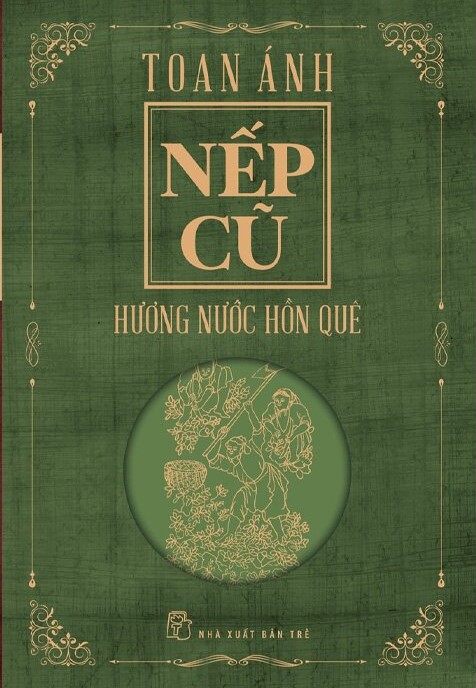 TOAN ÁNH
NẾP
CŨ
HƯƠNG NƯỚC HỒN QUÊ
NHÀ XUẤT BẢN TRẺ